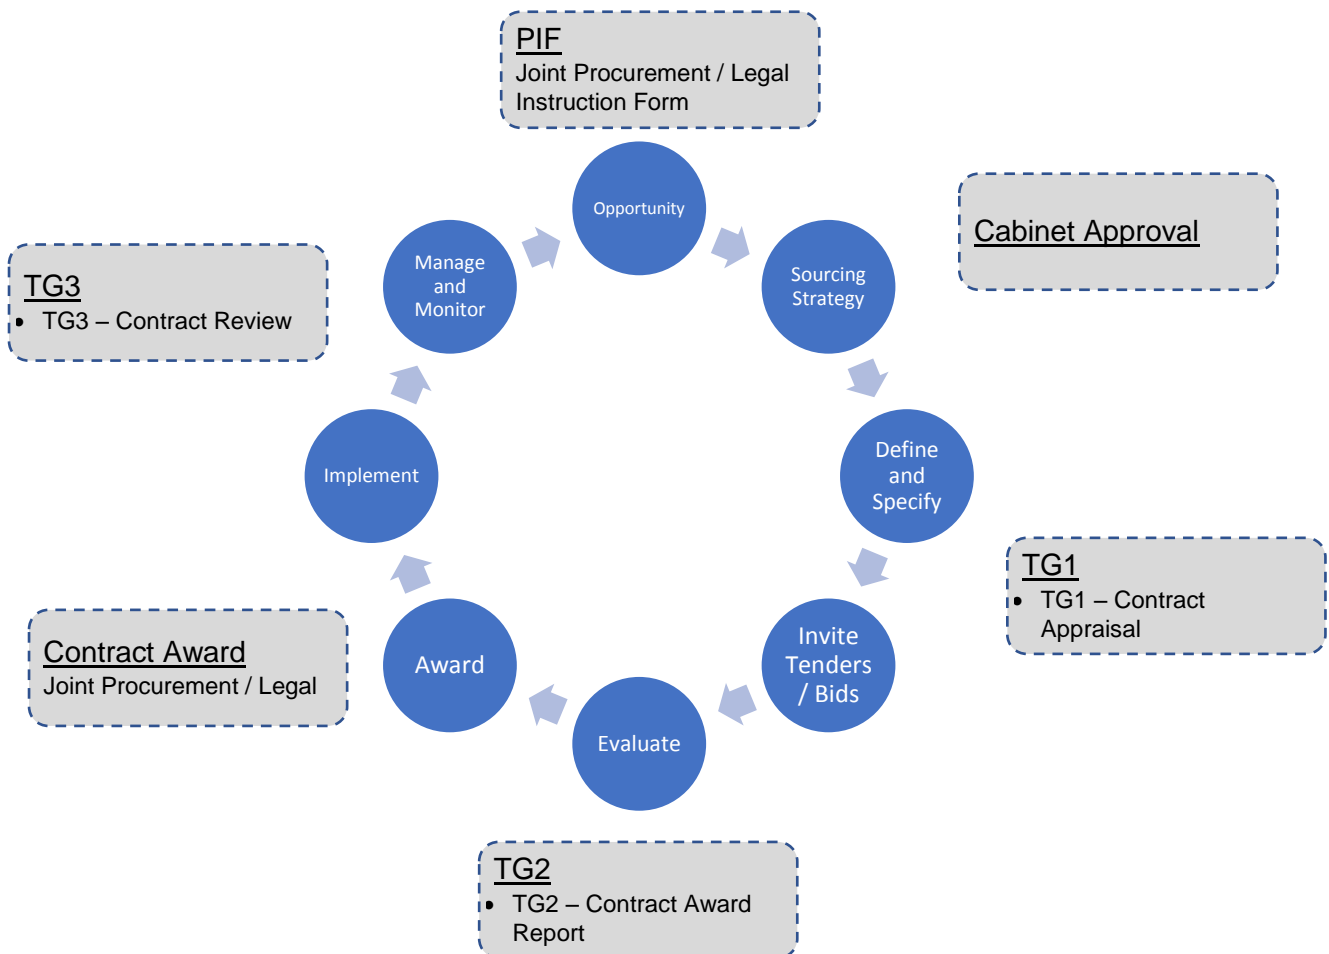 PIF
Joint Procurement / Legal
Instruction Form
Opportunity
Cabinet Approval
Sourcing
Strategy
Manage
and
Monitor
TG3
• TG3 – Contract Review
Define
and
Specify
Implement
TG1
• TG1 – Contract
Appraisal
Invite
Tenders
/ Bids
Contract Award
Joint Procurement / Legal
Award
Evaluate
TG2
• TG2 – Contract Award
Report